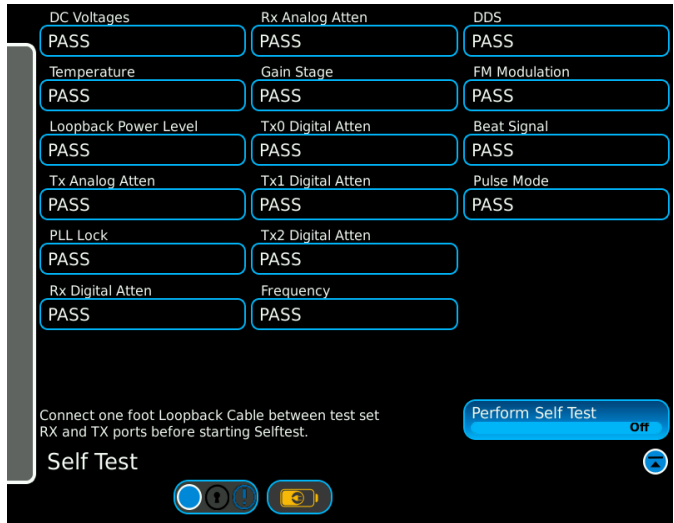 DC Voltages
PASS
Temperature
PASS
Loopback Power Level
PASS
Tx Analog Atten
PASS
PLL Lock
PASS
Rx Digital Atten
PASS
Rx Analog Atten
PASS
Gain Stage
PASS
Tx0 Digital Atten
PASS
Tx1 Digital Atten
PASS
Tx2 Digital Atten
PASS
Frequency
PASS
DDS
PASS
FM Modulation
PASS
Beat Signal
PASS
Pulse Mode
PASS
Connect one foot Loopback Cable between test set
RX and TX ports before starting Selftest.
Perform Self Test
Off
Self Test